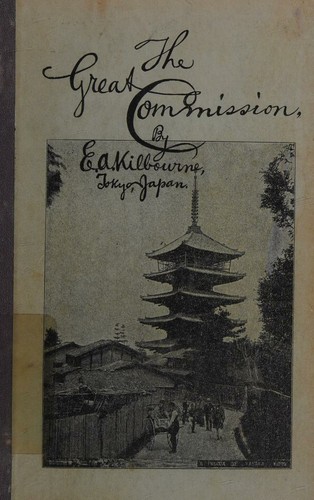 The
Great
Commission,
By
E.A. Kilbourne,
Tokyo, Japan.